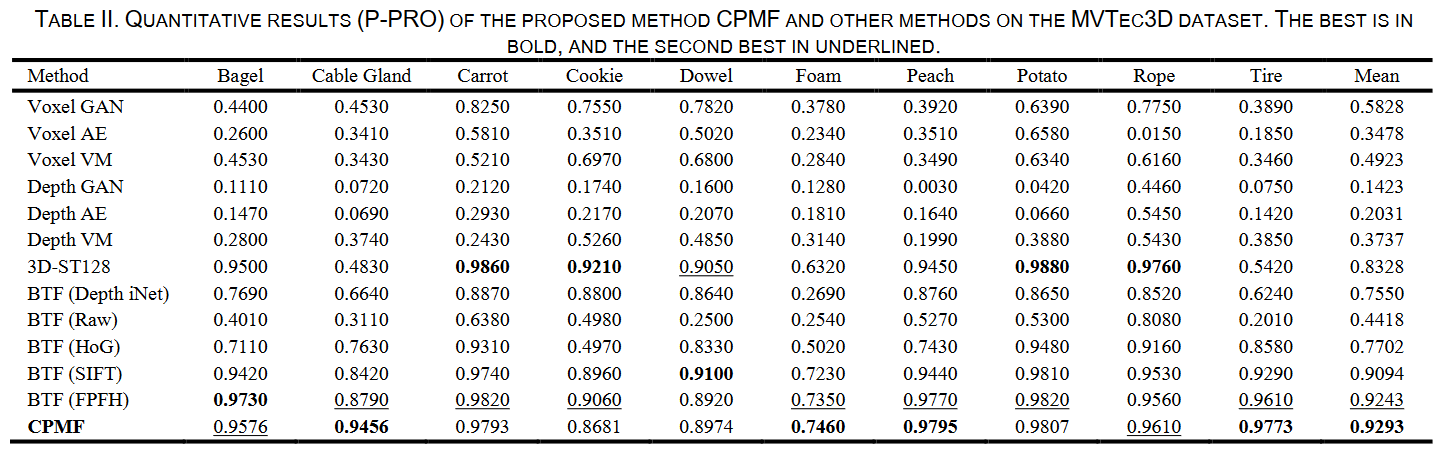 TABLE II. QUANTITATIVE RESULTS (P-PRO) OF THE PROPOSED METHOD CPMF AND OTHER METHODS ON THE MVTEC3D DATASET. THE BEST IS IN
BOLD, AND THE SECOND BEST IN UNDERLINED.
Method Bagel Cable Gland Carrot Cookie Dowel Foam Peach Potato Rope Tire Mean
Voxel GAN 0.4400 0.4530 0.8250 0.7550 0.7820 0.3780 0.3920 0.6390 0.7750 0.3890 0.5828
Voxel AE 0.2600 0.3410 0.5810 0.3510 0.5020 0.2340 0.3510 0.6580 0.0150 0.1850 0.3478
Voxel VM 0.4530 0.3430 0.5210 0.6970 0.6800 0.2840 0.3490 0.6340 0.6160 0.3460 0.4923
Depth GAN 0.1110 0.0720 0.2120 0.1740 0.1600 0.1280 0.0030 0.0420 0.4460 0.0750 0.1423
Depth AE 0.1470 0.0690 0.2930 0.2170 0.2070 0.1810 0.1640 0.0660 0.5450 0.1420 0.2031
Depth VM 0.2800 0.3740 0.2430 0.5260 0.4850 0.3140 0.1990 0.3880 0.5430 0.3850 0.3737
3D-ST128 0.9500 0.4830 0.9860 0.9210 0.9050 0.6320 0.9450 0.9880 0.9760 0.5420 0.8328
BTF (Depth iNet) 0.7690 0.6640 0.8870 0.8800 0.8640 0.2690 0.8760 0.8650 0.8520 0.6240 0.7550
BTF (Raw) 0.4010 0.3110 0.6380 0.4980 0.2500 0.2540 0.5270 0.5300 0.8080 0.2010 0.4418
BTF (HoG) 0.7110 0.7630 0.9310 0.4970 0.8330 0.5020 0.7430 0.9480 0.9160 0.8580 0.7702
BTF (SIFT) 0.9420 0.8420 0.9740 0.8960 0.9100 0.7230 0.9440 0.9810 0.9530 0.9290 0.9094
BTF (FPFH) 0.9730 0.8790 0.9820 0.9060 0.8920 0.7350 0.9770 0.9820 0.9560 0.9610 0.9243
CPMF 0.9576 0.9456 0.9793 0.8681 0.8974 0.7460 0.9795 0.9807 0.9610 0.9773 0.9293